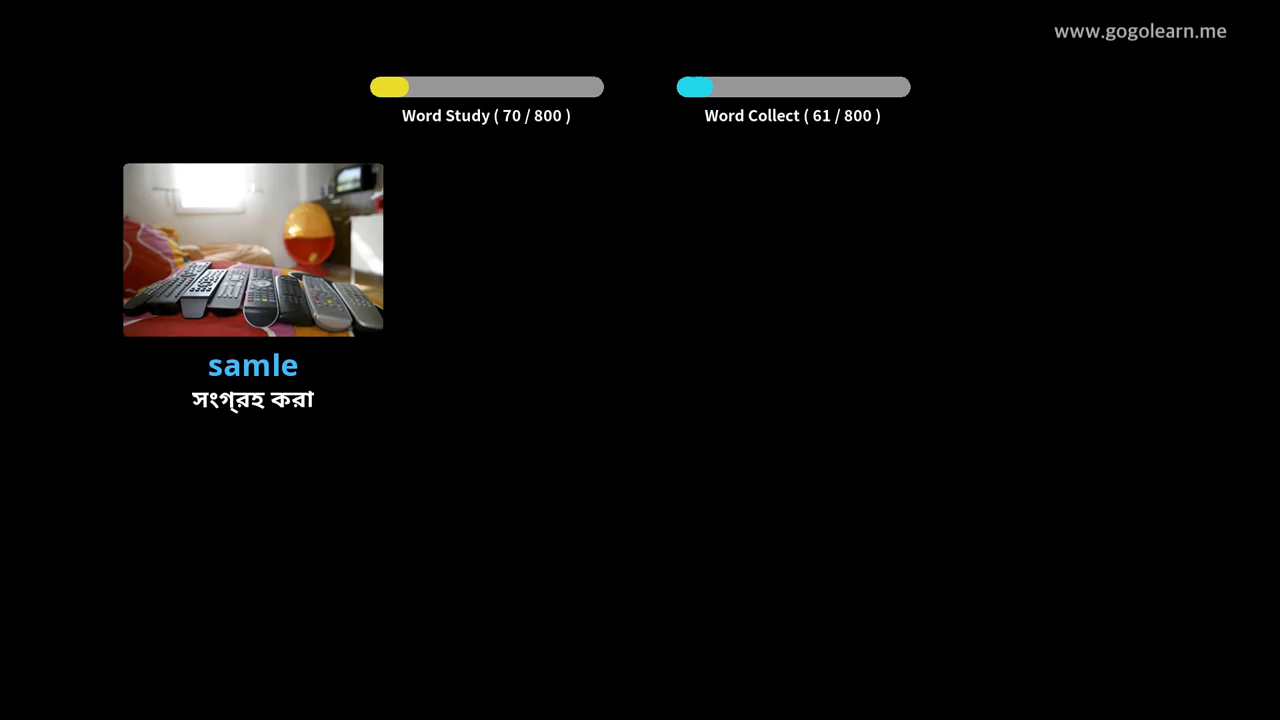 www.gogolearn.me
Word Study ( 70 / 800 )
Word Collect ( 61 / 800 )
samle
সংগ্রহ করা